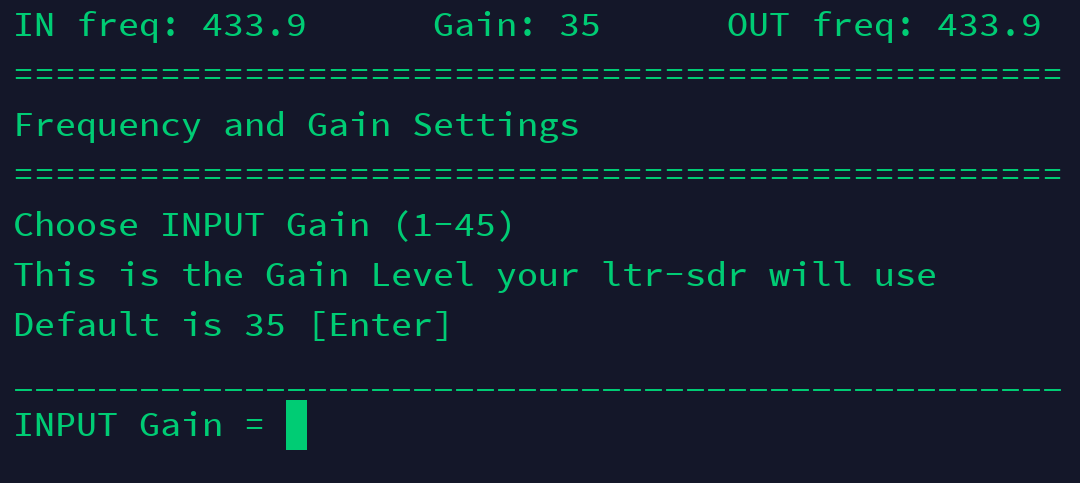 IN freq: 433.9      Gain: 35      OUT freq: 433.9
==================================================
Frequency and Gain Settings
==================================================
Choose INPUT Gain (1-45)
This is the Gain Level your ltr-sdr will use
Default is 35 [Enter]
__________________________________________________
INPUT Gain =